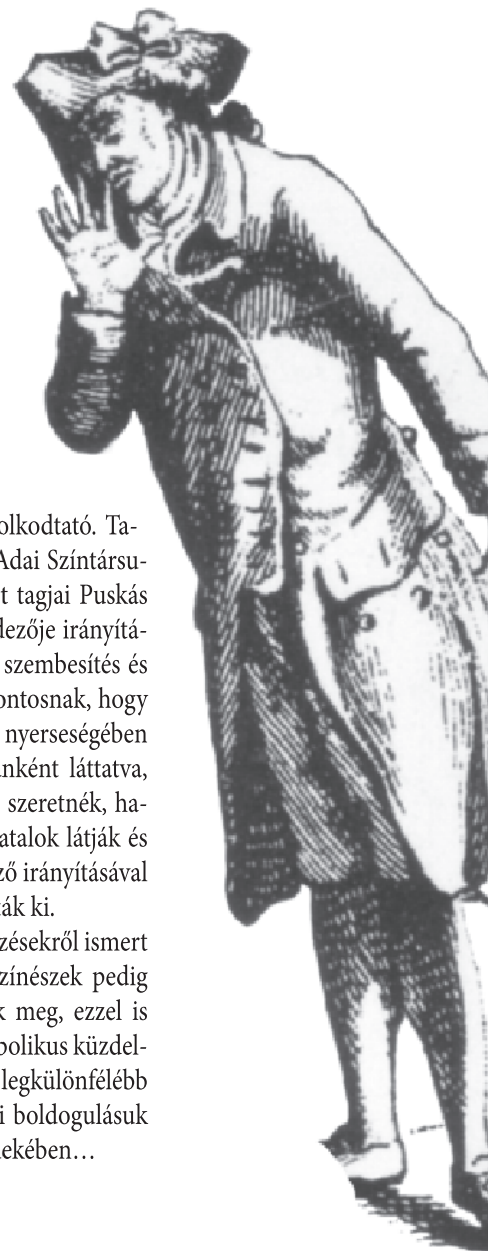 olkodtató. Ta-
Adai Színtársu-
t tagjai Puskás
dezője irányítá-
szembesítés és
ontosnak, hogy
nyerseségében
nként láttatva,
szeretnék, ha-
atalok látják és
ző irányításával
ták ki.
zésekről ismert
zínészek pedig
k meg, ezzel is
bolikus küzdel-
legkülönfélébb
i boldogulásuk
ekében…